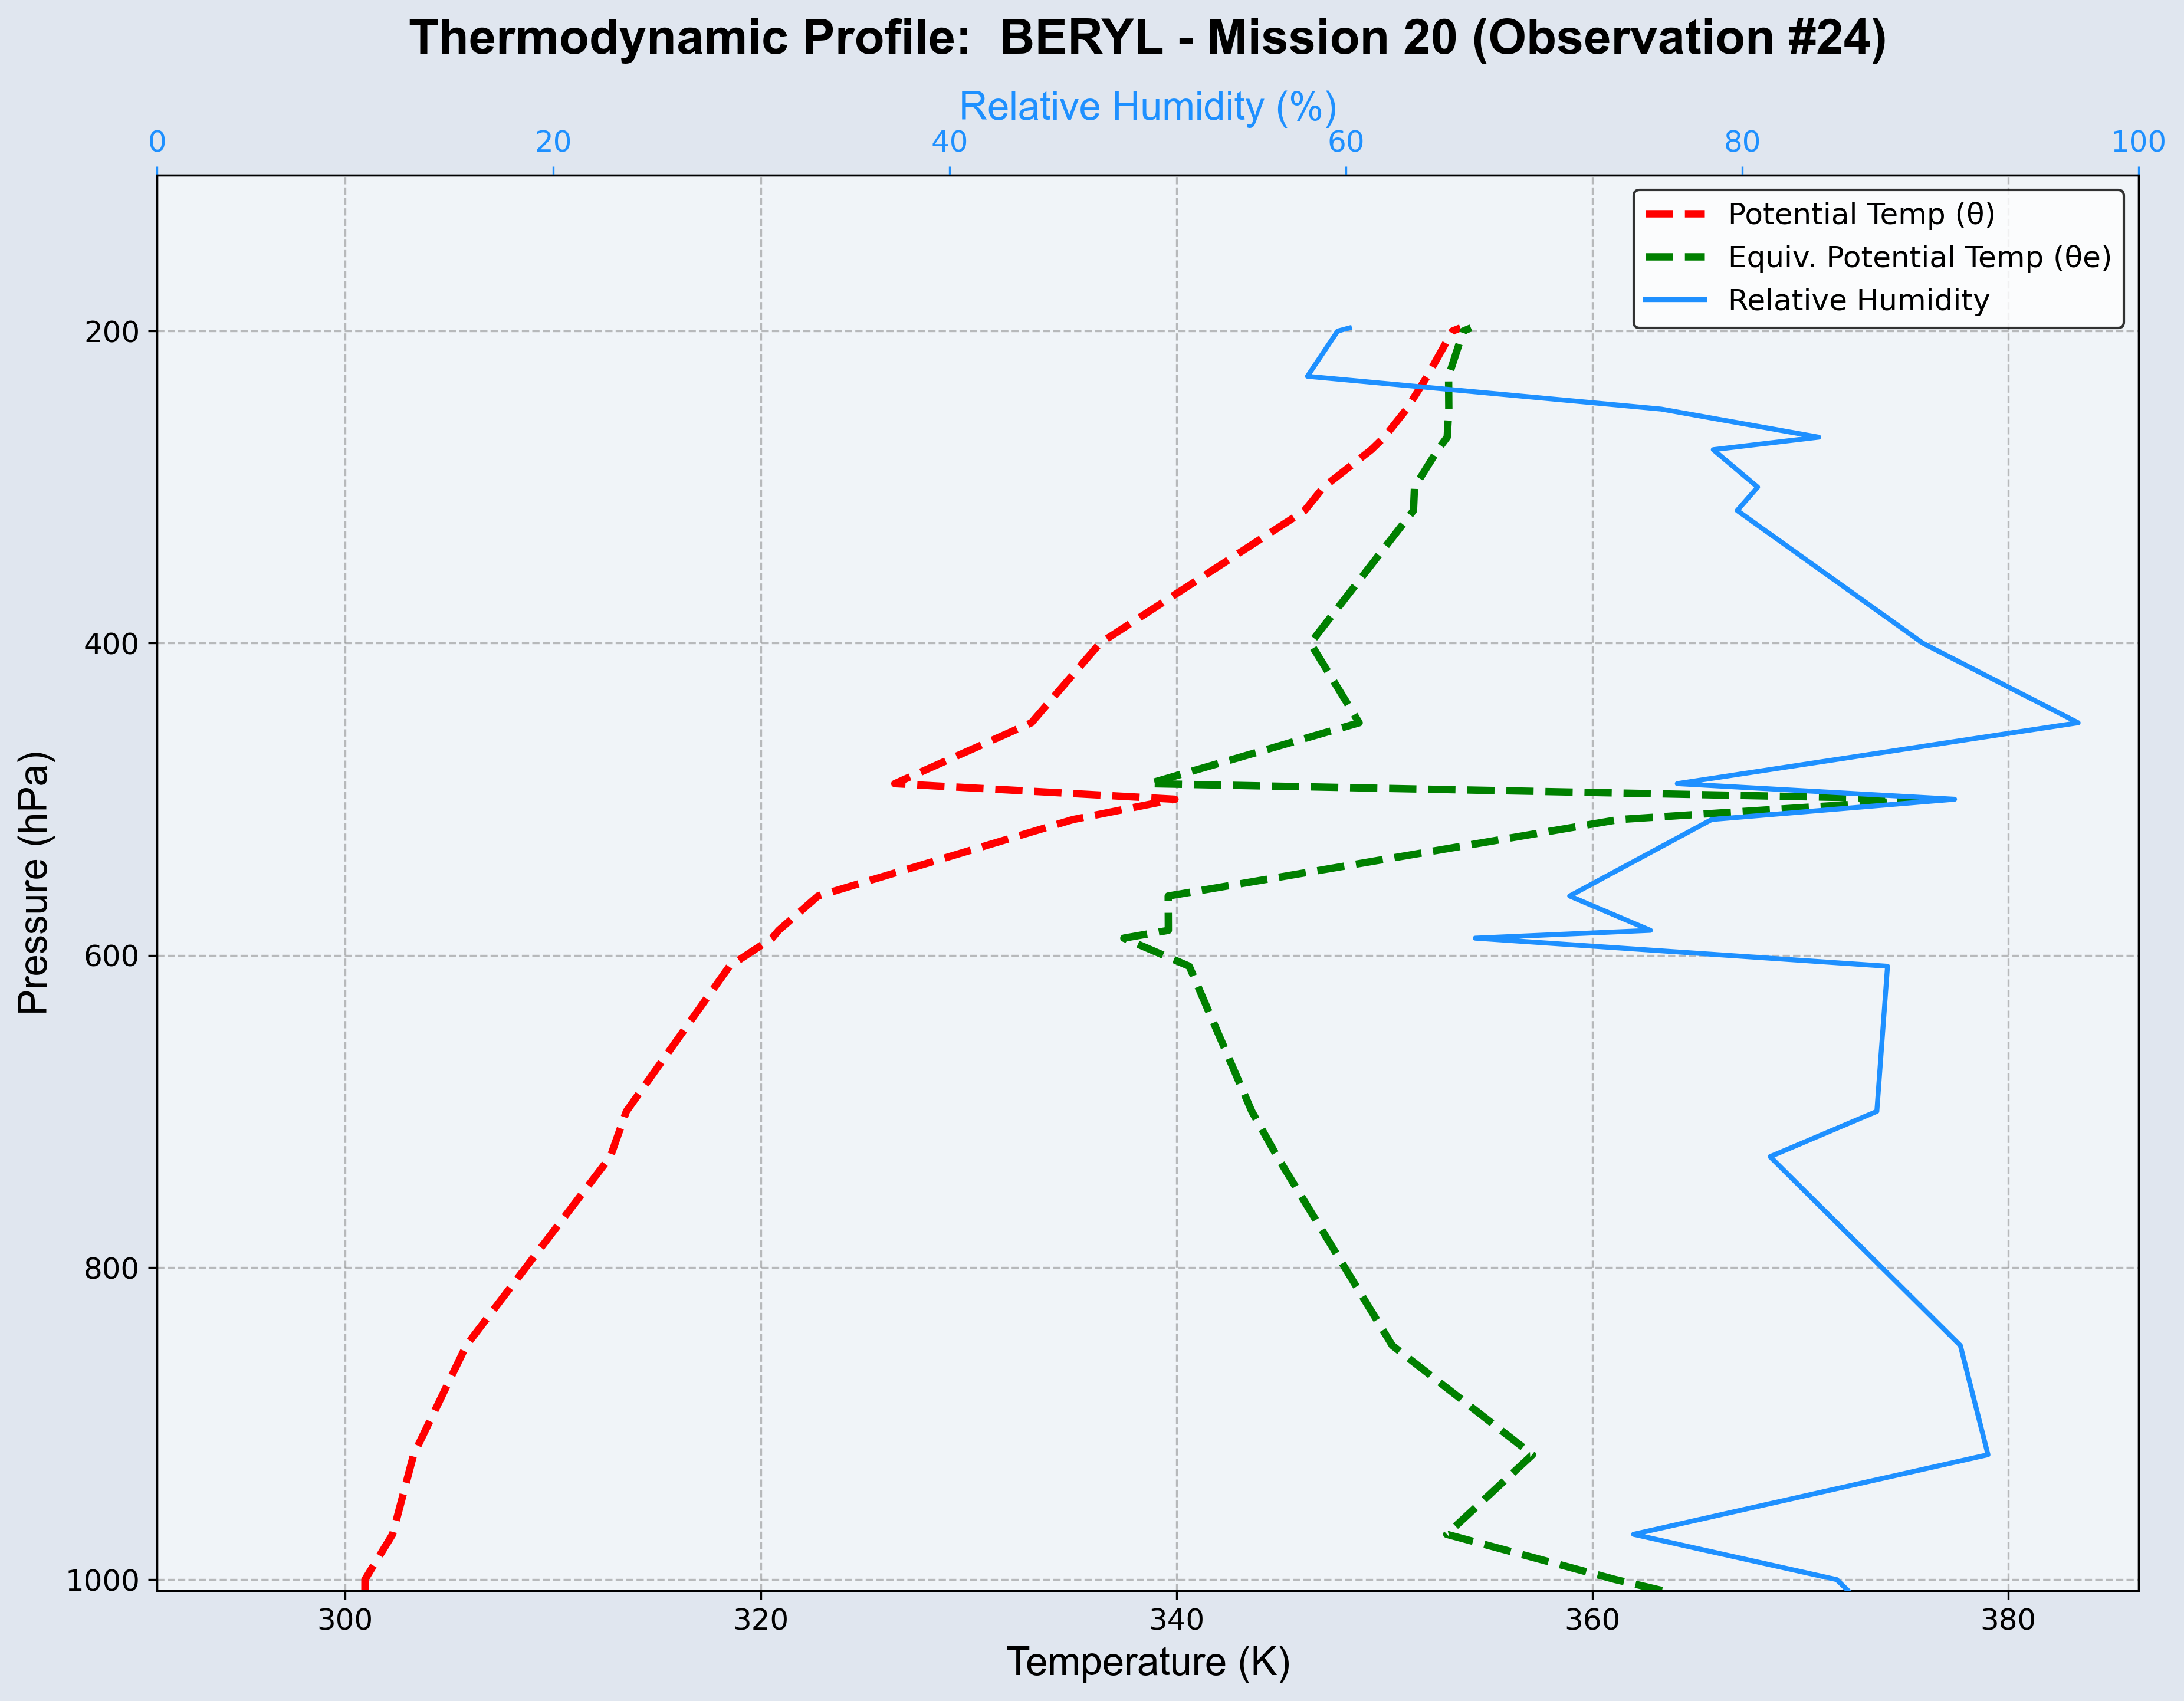 Thermodynamic Profile:  BERYL - Mission 20 (Observation #24)
Relative Humidity (%)
0 20 40 60 80 100
Potential Temp (θ)
Equiv. Potential Temp (θe)
Relative Humidity
200
400
600
800
1000
Pressure (hPa)
300 320 340 360 380
Temperature (K)